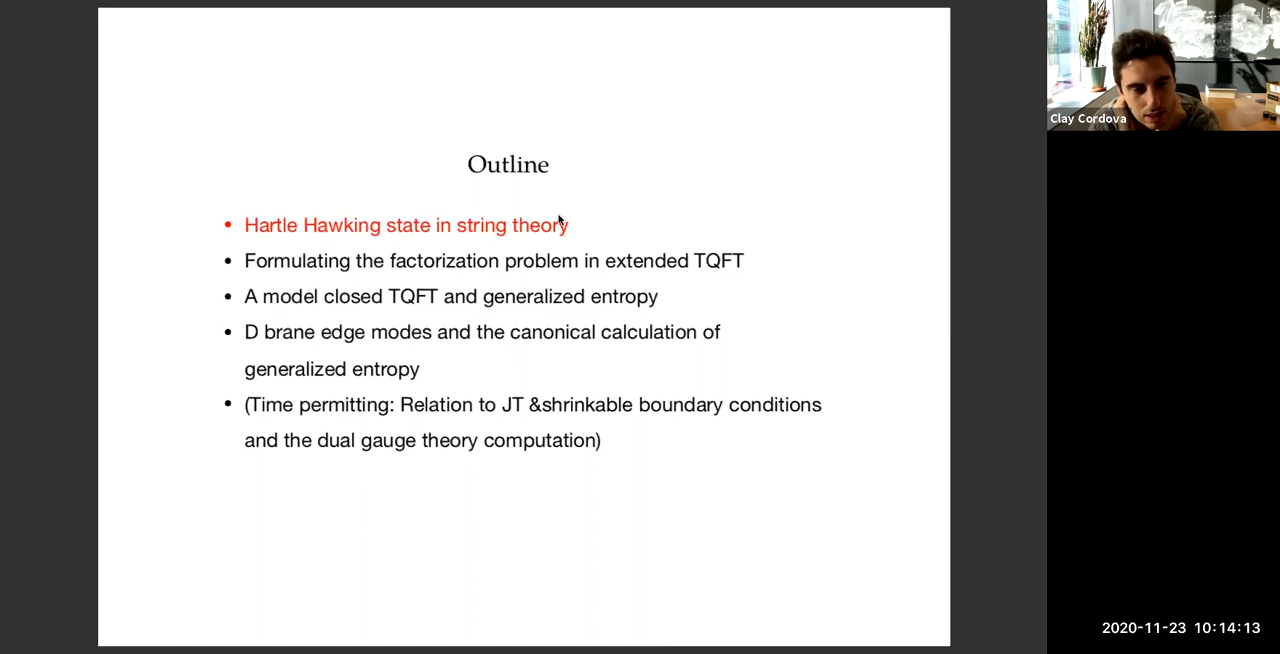 Outline
• Hartle Hawking state in string theory
• Formulating the factorization problem in extended TQFT
• A model closed TQFT and generalized entropy
• D brane edge modes and the canonical calculation of
generalized entropy
• (Time permitting: Relation to JT &shrinkable boundary conditions
and the dual gauge theory computation)
Clay Cordova
2020-11-23 10:14:13